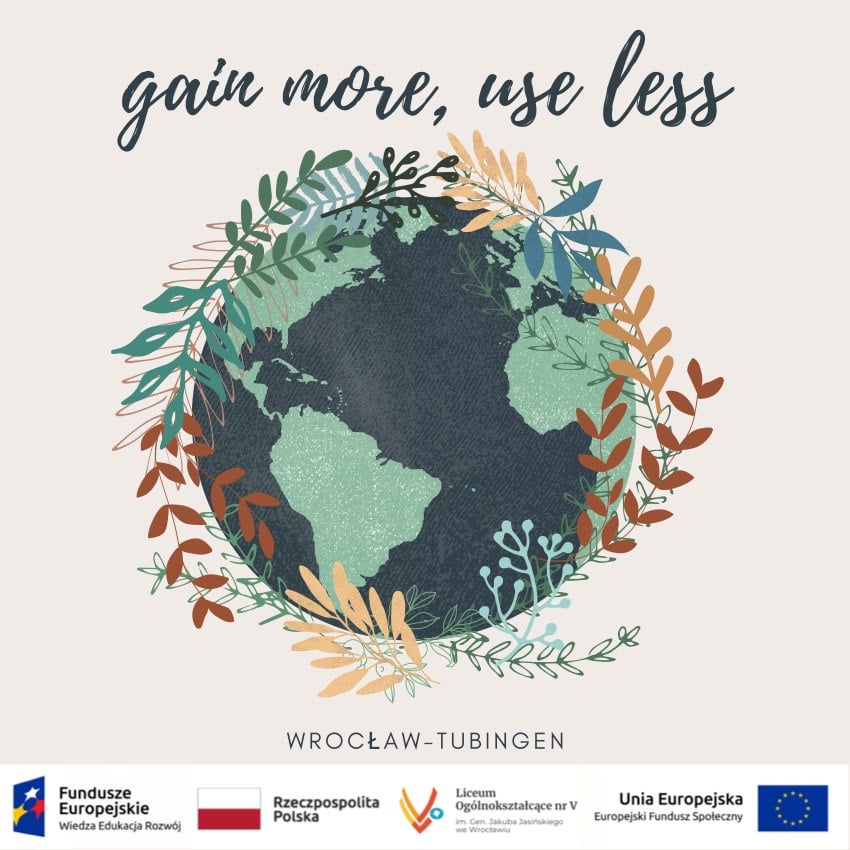 gain more, use less
WROCŁAW-TUBINGEN
Fundusze
Europejskie
Wiedza Edukacja Rozwój
Rzeczpospolita
Polska
Liceum
Ogólnokształcące nr V
im. Gen. Jakuba Jasińskiego
we Wrocławiu
Unia Europejska
Europejski Fundusz Społeczny